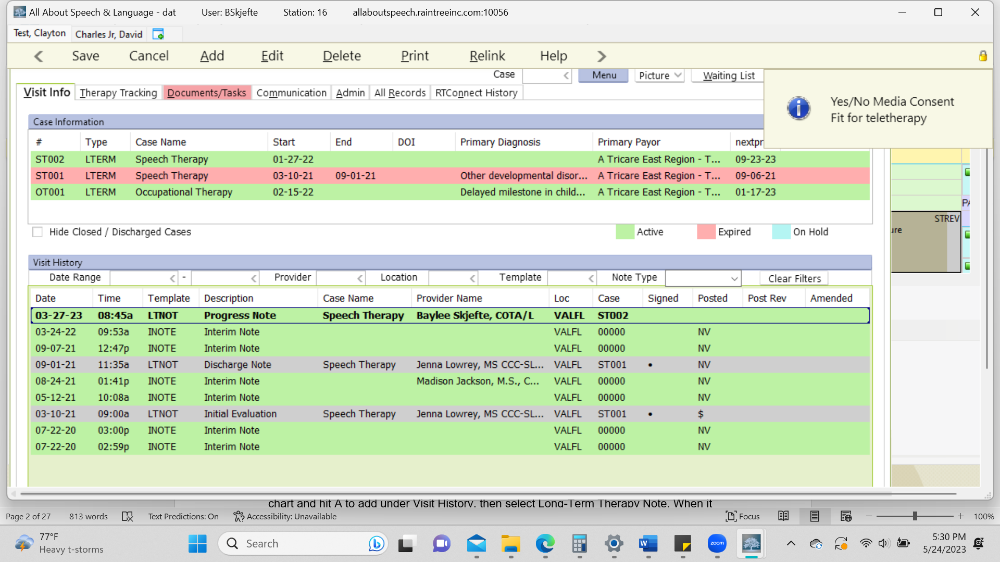 All About Speech & Language - dat User: BSkjefte Station: 16 allaboutspeech.raintreeinc.com:10056
Test, Clayton Charles Jr, David
Save Cancel Add Edit Delete Print Relink Help
Case Menu Picture Waiting List
Yes/No Media Consent
Fit for teletherapy
Visit Info Therapy Tracking Documents/Tasks Communication Admin All Records RTConnect History
Case Information
# Type Case Name Start End DOI Primary Diagnosis Primary Payor nextpr
ST002 LTERM Speech Therapy 01-27-22 A Tricare East Region - T... 09-23-23
ST001 LTERM Speech Therapy 03-10-21 09-01-21 Other developmental disor... A Tricare East Region - T... 09-06-21
OT001 LTERM Occupational Therapy 02-15-22 Delayed milestone in child... A Tricare East Region - T... 01-17-23
STREV
Hide Closed / Discharged Cases Active Expired On Hold
Visit History
Date Range - Provider Location Template Note Type Clear Filters
Date Time Template Description Case Name Provider Name Loc Case Signed Posted Post Rev Amended
03-27-23 08:45a LTNOT Progress Note Speech Therapy Baylee Skjefte, COTA/L VALFL ST002
03-24-22 09:53a INOTE Interim Note VALFL 00000 NV
09-07-21 12:47p INOTE Interim Note VALFL 00000 NV
09-01-21 11:35a LTNOT Discharge Note Speech Therapy Jenna Lowrey, MS CCC-SL... VALFL ST001 • NV
08-24-21 01:41p INOTE Interim Note Madison Jackson, M.S., C... VALFL 00000 NV
05-12-21 10:08a INOTE Interim Note VALFL 00000 NV
03-10-21 09:00a LTNOT Initial Evaluation Speech Therapy Jenna Lowrey, MS CCC-SL... VALFL ST001 • $
07-22-20 03:00p INOTE Interim Note VALFL 00000 NV
07-22-20 02:59p INOTE Interim Note VALFL 00000 NV
chart and hit A to add under Visit History, then select Long-Term Therapy Note. When it
Page 2 of 27 813 words Text Predictions: On Accessibility: Unavailable Focus 100%
77°F
Heavy t-storms
Search
zoom
5:30 PM
5/24/2023